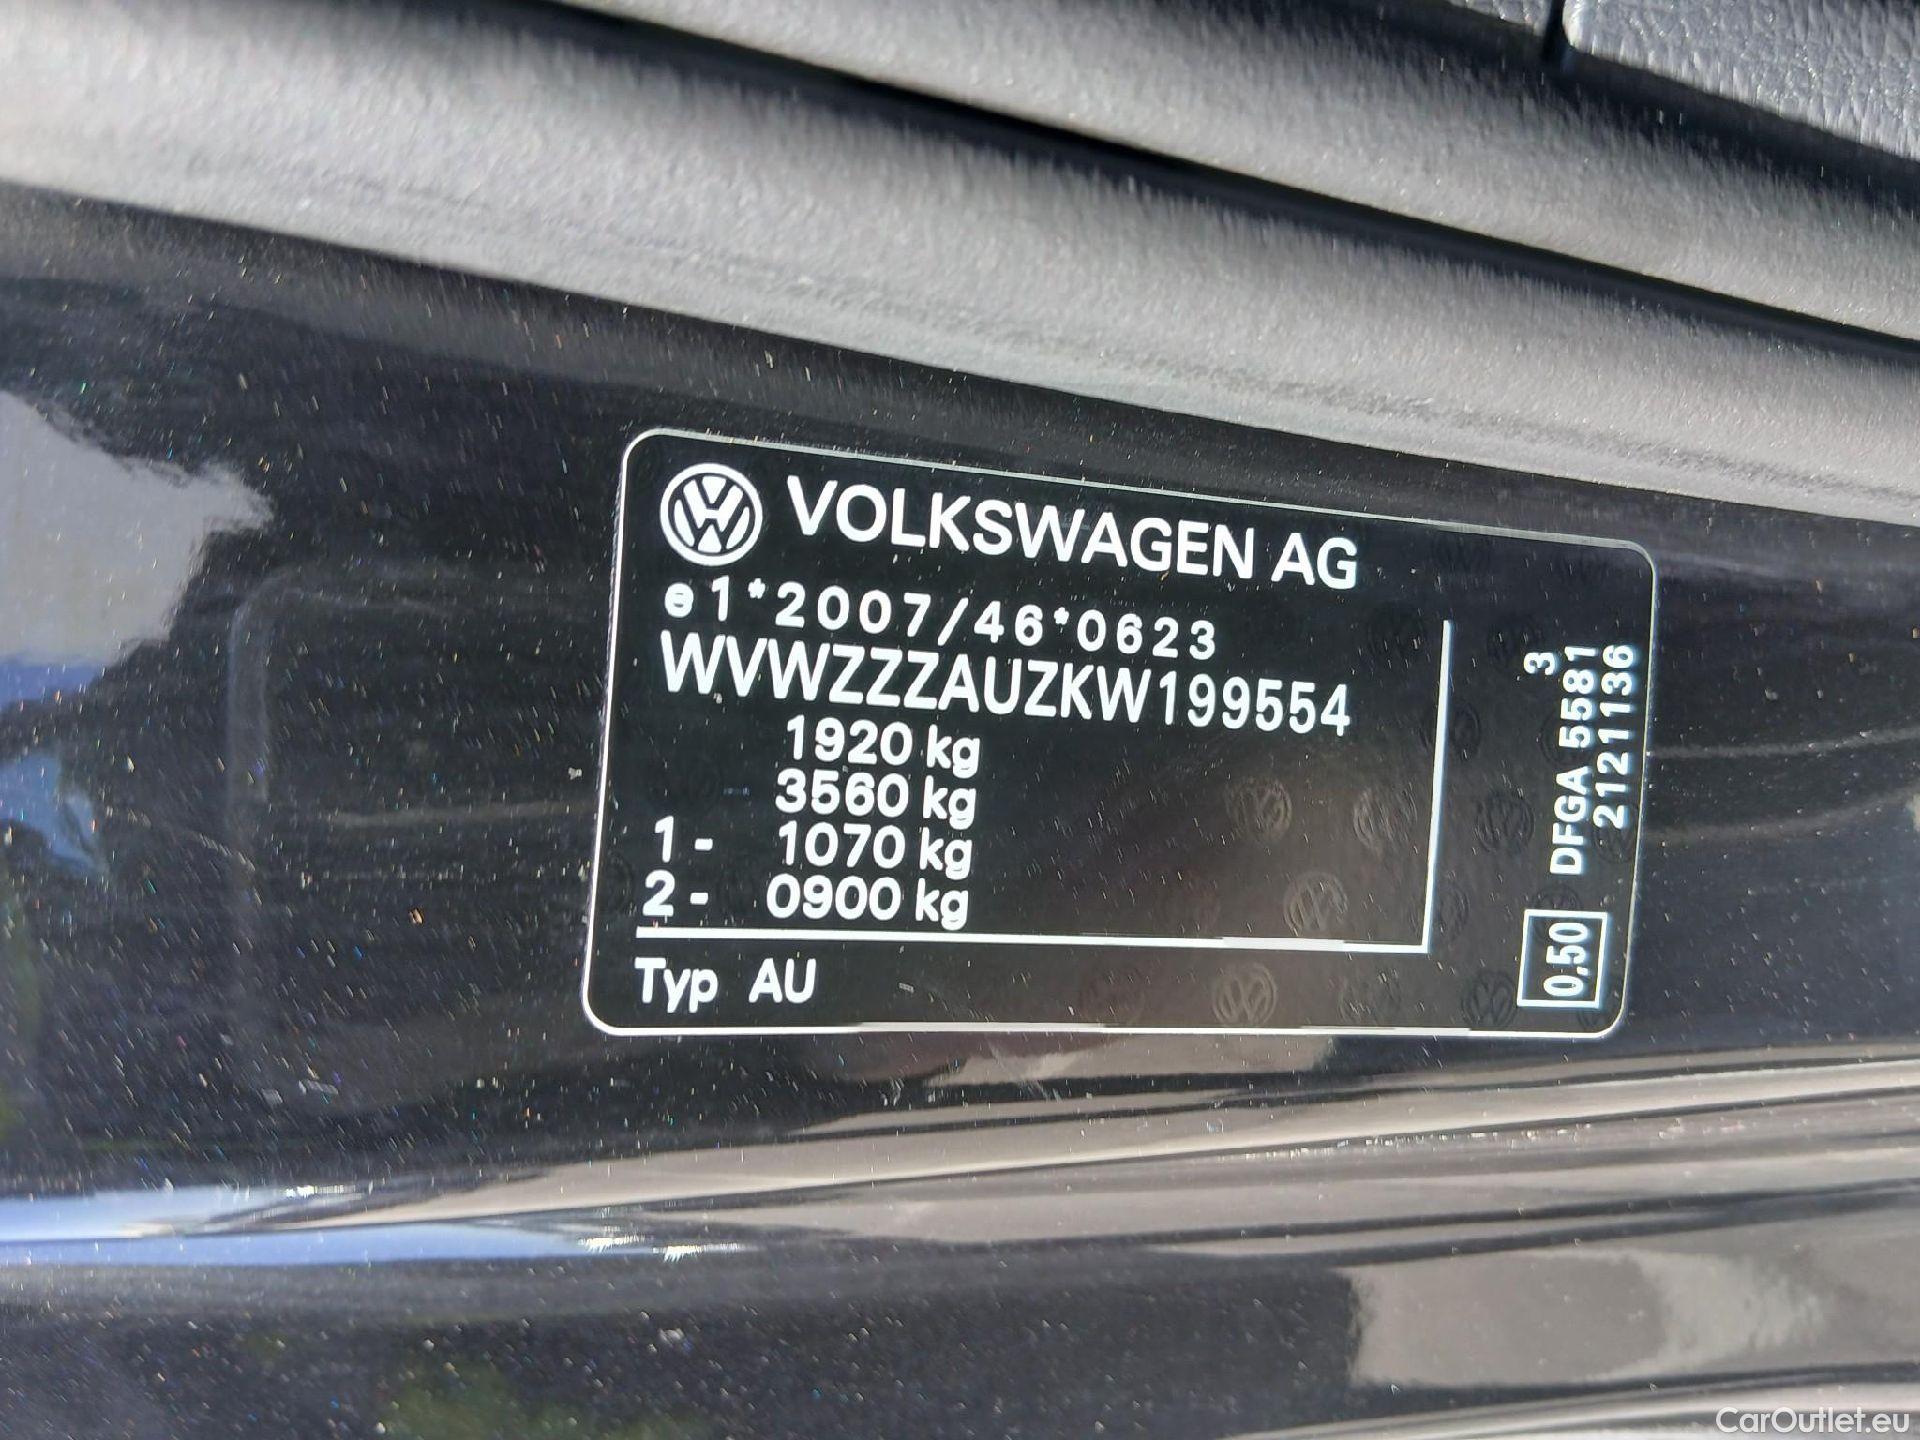 VOLKSWAGEN AG
e1*2007/46*0623
WVWZZZAUZKW199554
1920 kg
3560 kg
1- 1070 kg
2- 0900 kg
Typ AU
3
DFGA 5581
2121136
0,50
CarOutlet.eu